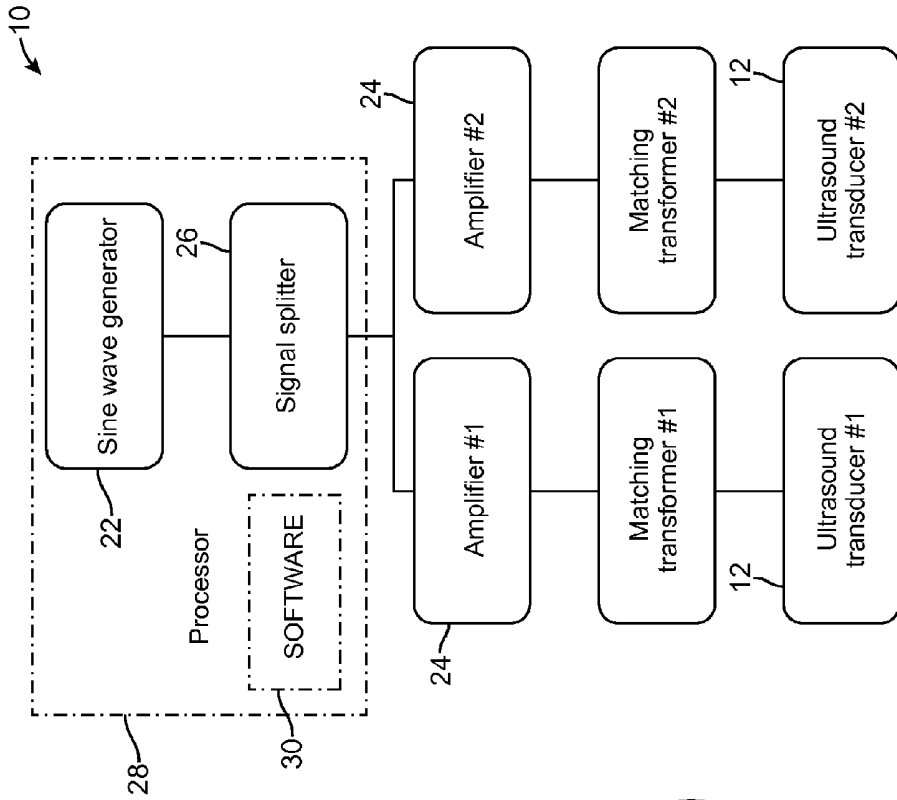 10
28
Processor
22
Sine wave generator
26
Signal splitter
30
SOFTWARE
24
Amplifier #1
24
Amplifier #2
Matching
transformer #1
Matching
transformer #2
12
Ultrasound
transducer #1
12
Ultrasound
transducer #2